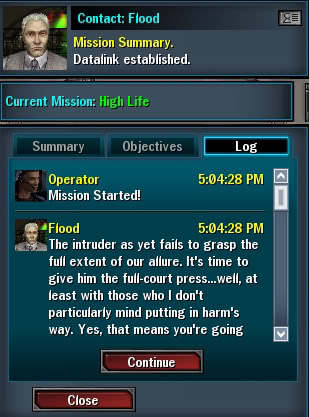 Contact: Flood
Mission Summary.
Datalink established.
Current Mission: High Life
Summary
Objectives
Log
Operator 5:04:28 PM
Mission Started!
Flood 5:04:28 PM
The intruder as yet fails to grasp the
full extent of our allure. It's time to
give him the full-court press...well, at
least with those who I don't
particularly mind putting in harm's
way. Yes, that means you're going
Continue
Close